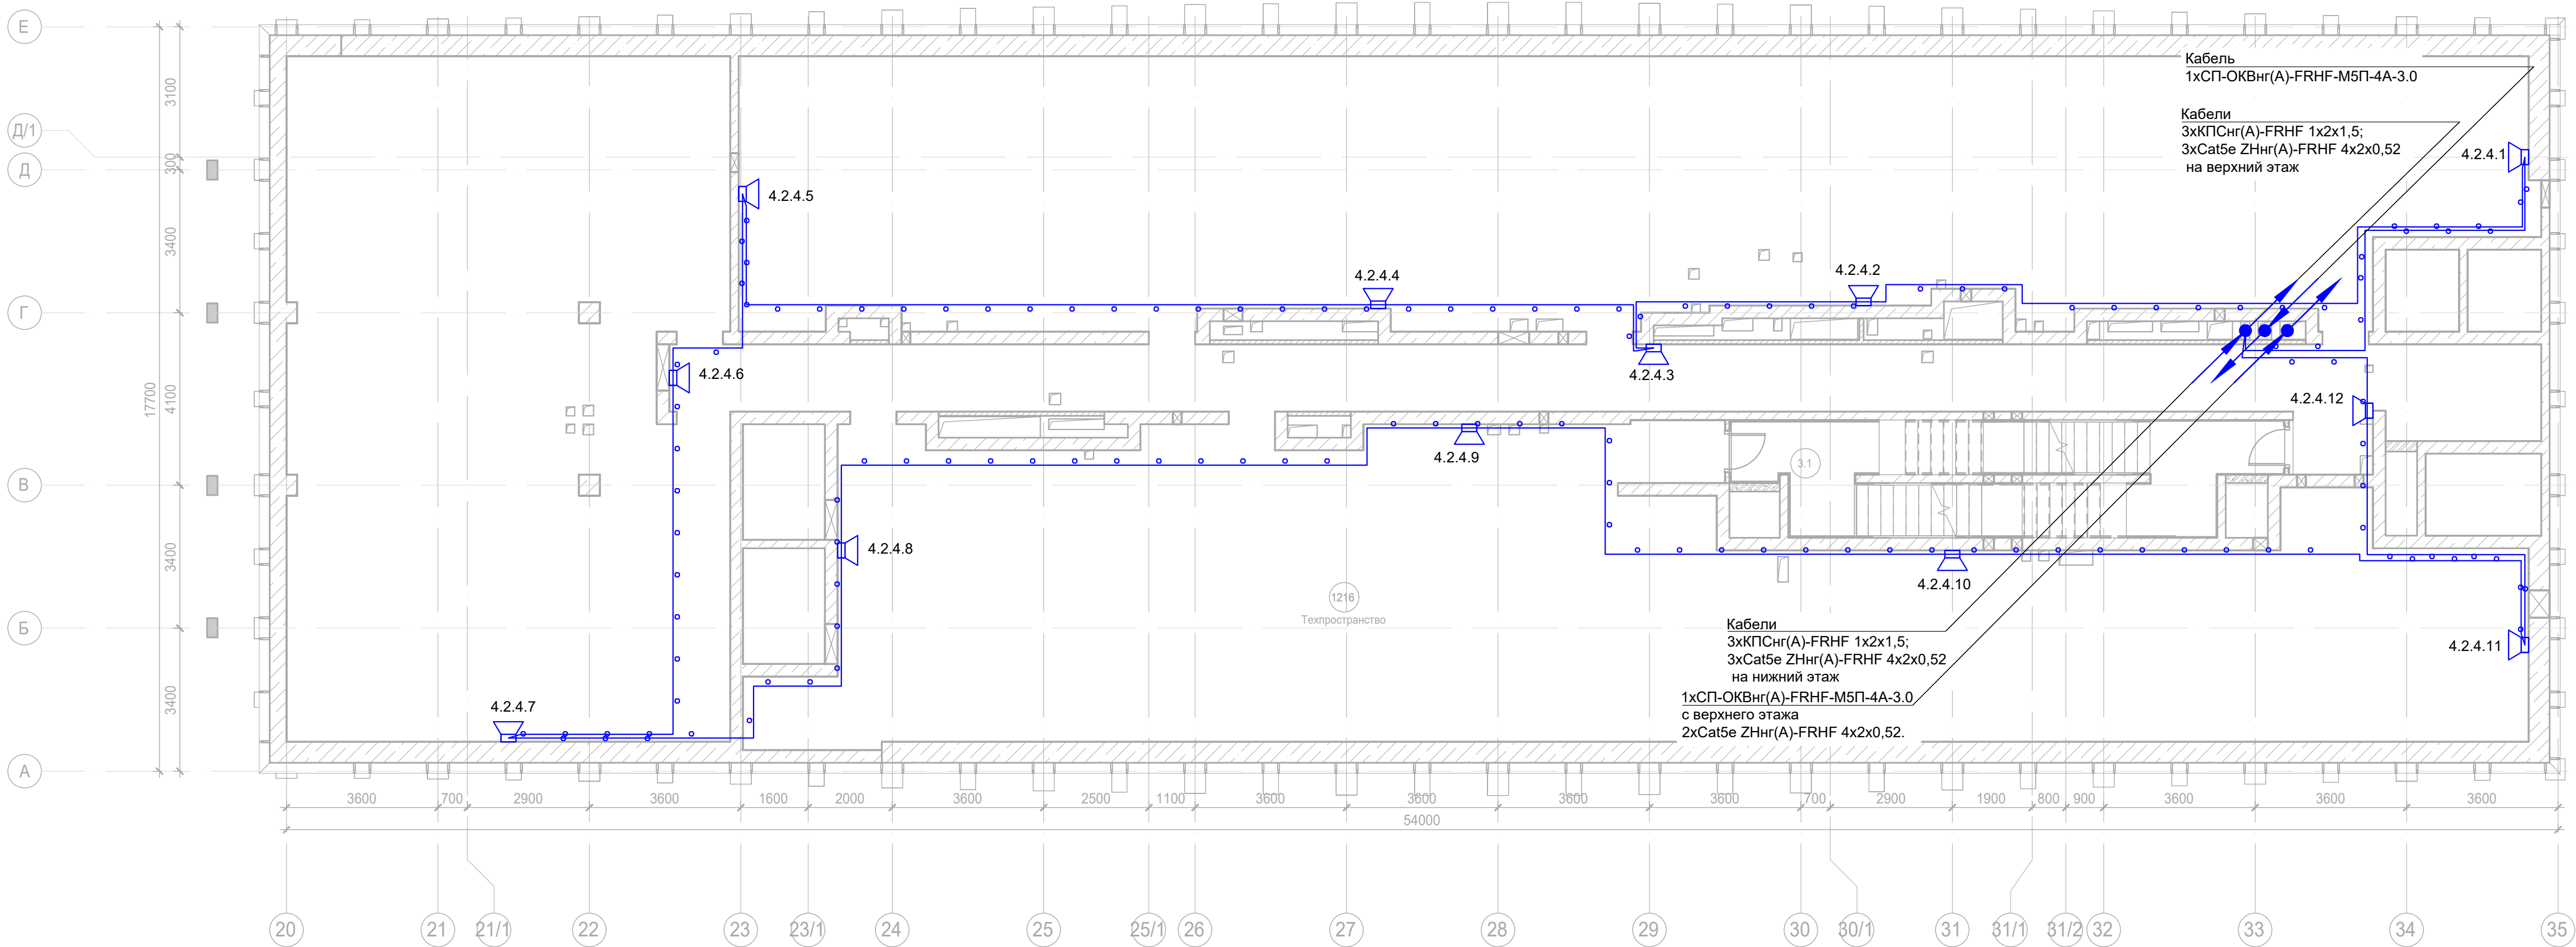 Е
Д/1
Д
Г
В
Б
А
3100
300
3400
4100
3400
3400
17700
Кабель
1хСП-ОКВнг(А)-FRHF-М5П-4А-3.0
Кабели
3хКПСнг(А)-FRHF 1х2х1,5;
3хCat5e ZHнг(А)-FRHF 4х2х0,52
на верхний этаж
4.2.4.1
4.2.4.5
4.2.4.4
4.2.4.2
4.2.4.6
4.2.4.3
4.2.4.12
4.2.4.9
3.1
4.2.4.8
4.2.4.10
1216
Техпространство
Кабели
3хКПСнг(А)-FRHF 1х2х1,5;
3хCat5e ZHнг(А)-FRHF 4х2х0,52
на нижний этаж
4.2.4.11
1хСП-ОКВнг(А)-FRHF-М5П-4А-3.0
с верхнего этажа
2хCat5e ZHнг(А)-FRHF 4х2х0,52.
4.2.4.7
3600 700 2900 3600 1600 2000 3600 2500 1100 3600 3600 3600 3600 700 2900 1900 800 900 3600 3600 3600
54000
20 21 21/1 22 23 23/1 24 25 25/1 26 27 28 29 30 30/1 31 31/1 31/2 32 33 34 35